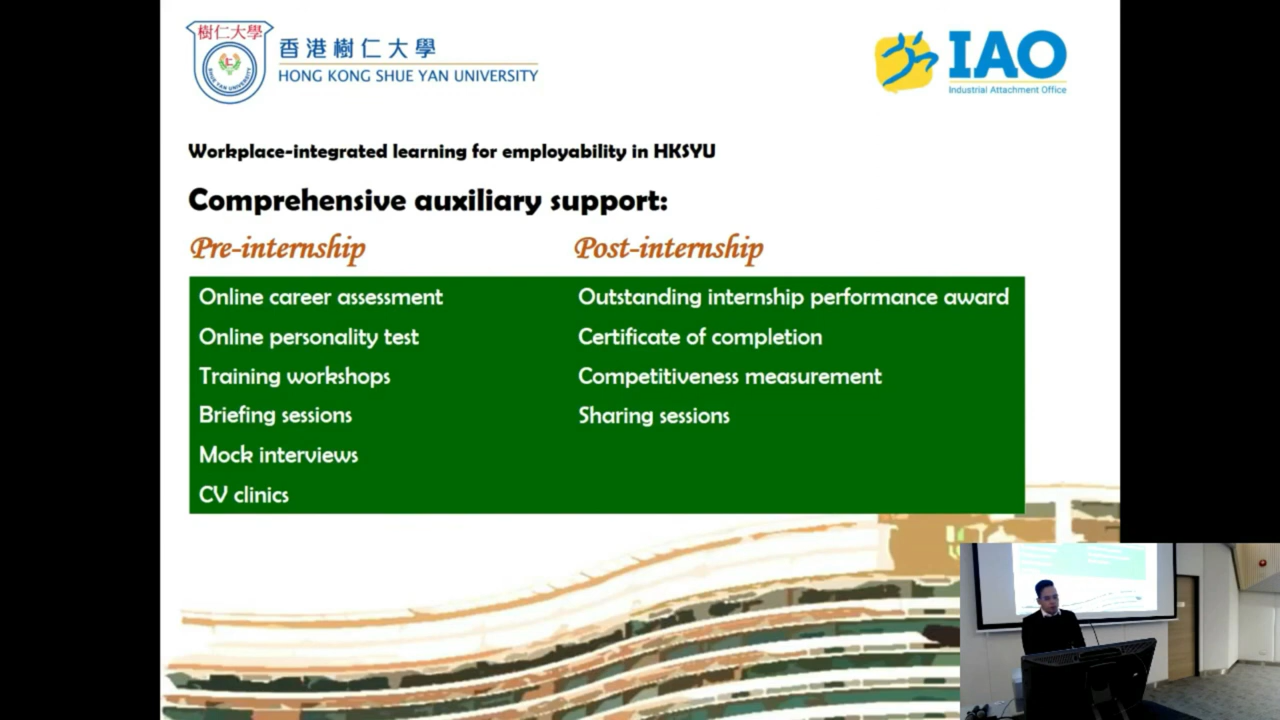 樹仁大學
SHUE YAN UNIVERSITY
香港樹仁大學
HONG KONG SHUE YAN UNIVERSITY
IAO
Industrial Attachment Office
Workplace-integrated learning for employability in HKSYU
Comprehensive auxiliary support:
Pre-internship
Post-internship
Online career assessment
Outstanding internship performance award
Online personality test
Certificate of completion
Training workshops
Competitiveness measurement
Briefing sessions
Sharing sessions
Mock interviews
CV clinics